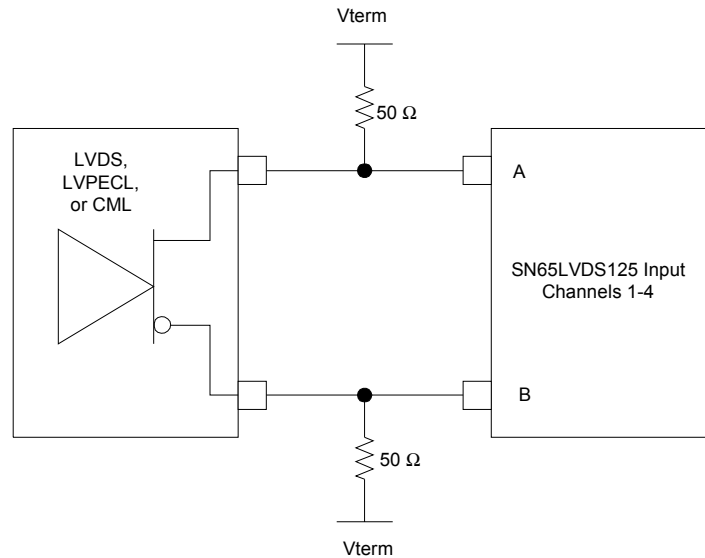 Vterm
50 Ω
LVDS,
LVPECL,
or CML
A
SN65LVDS125 Input
Channels 1-4
B
50 Ω
Vterm